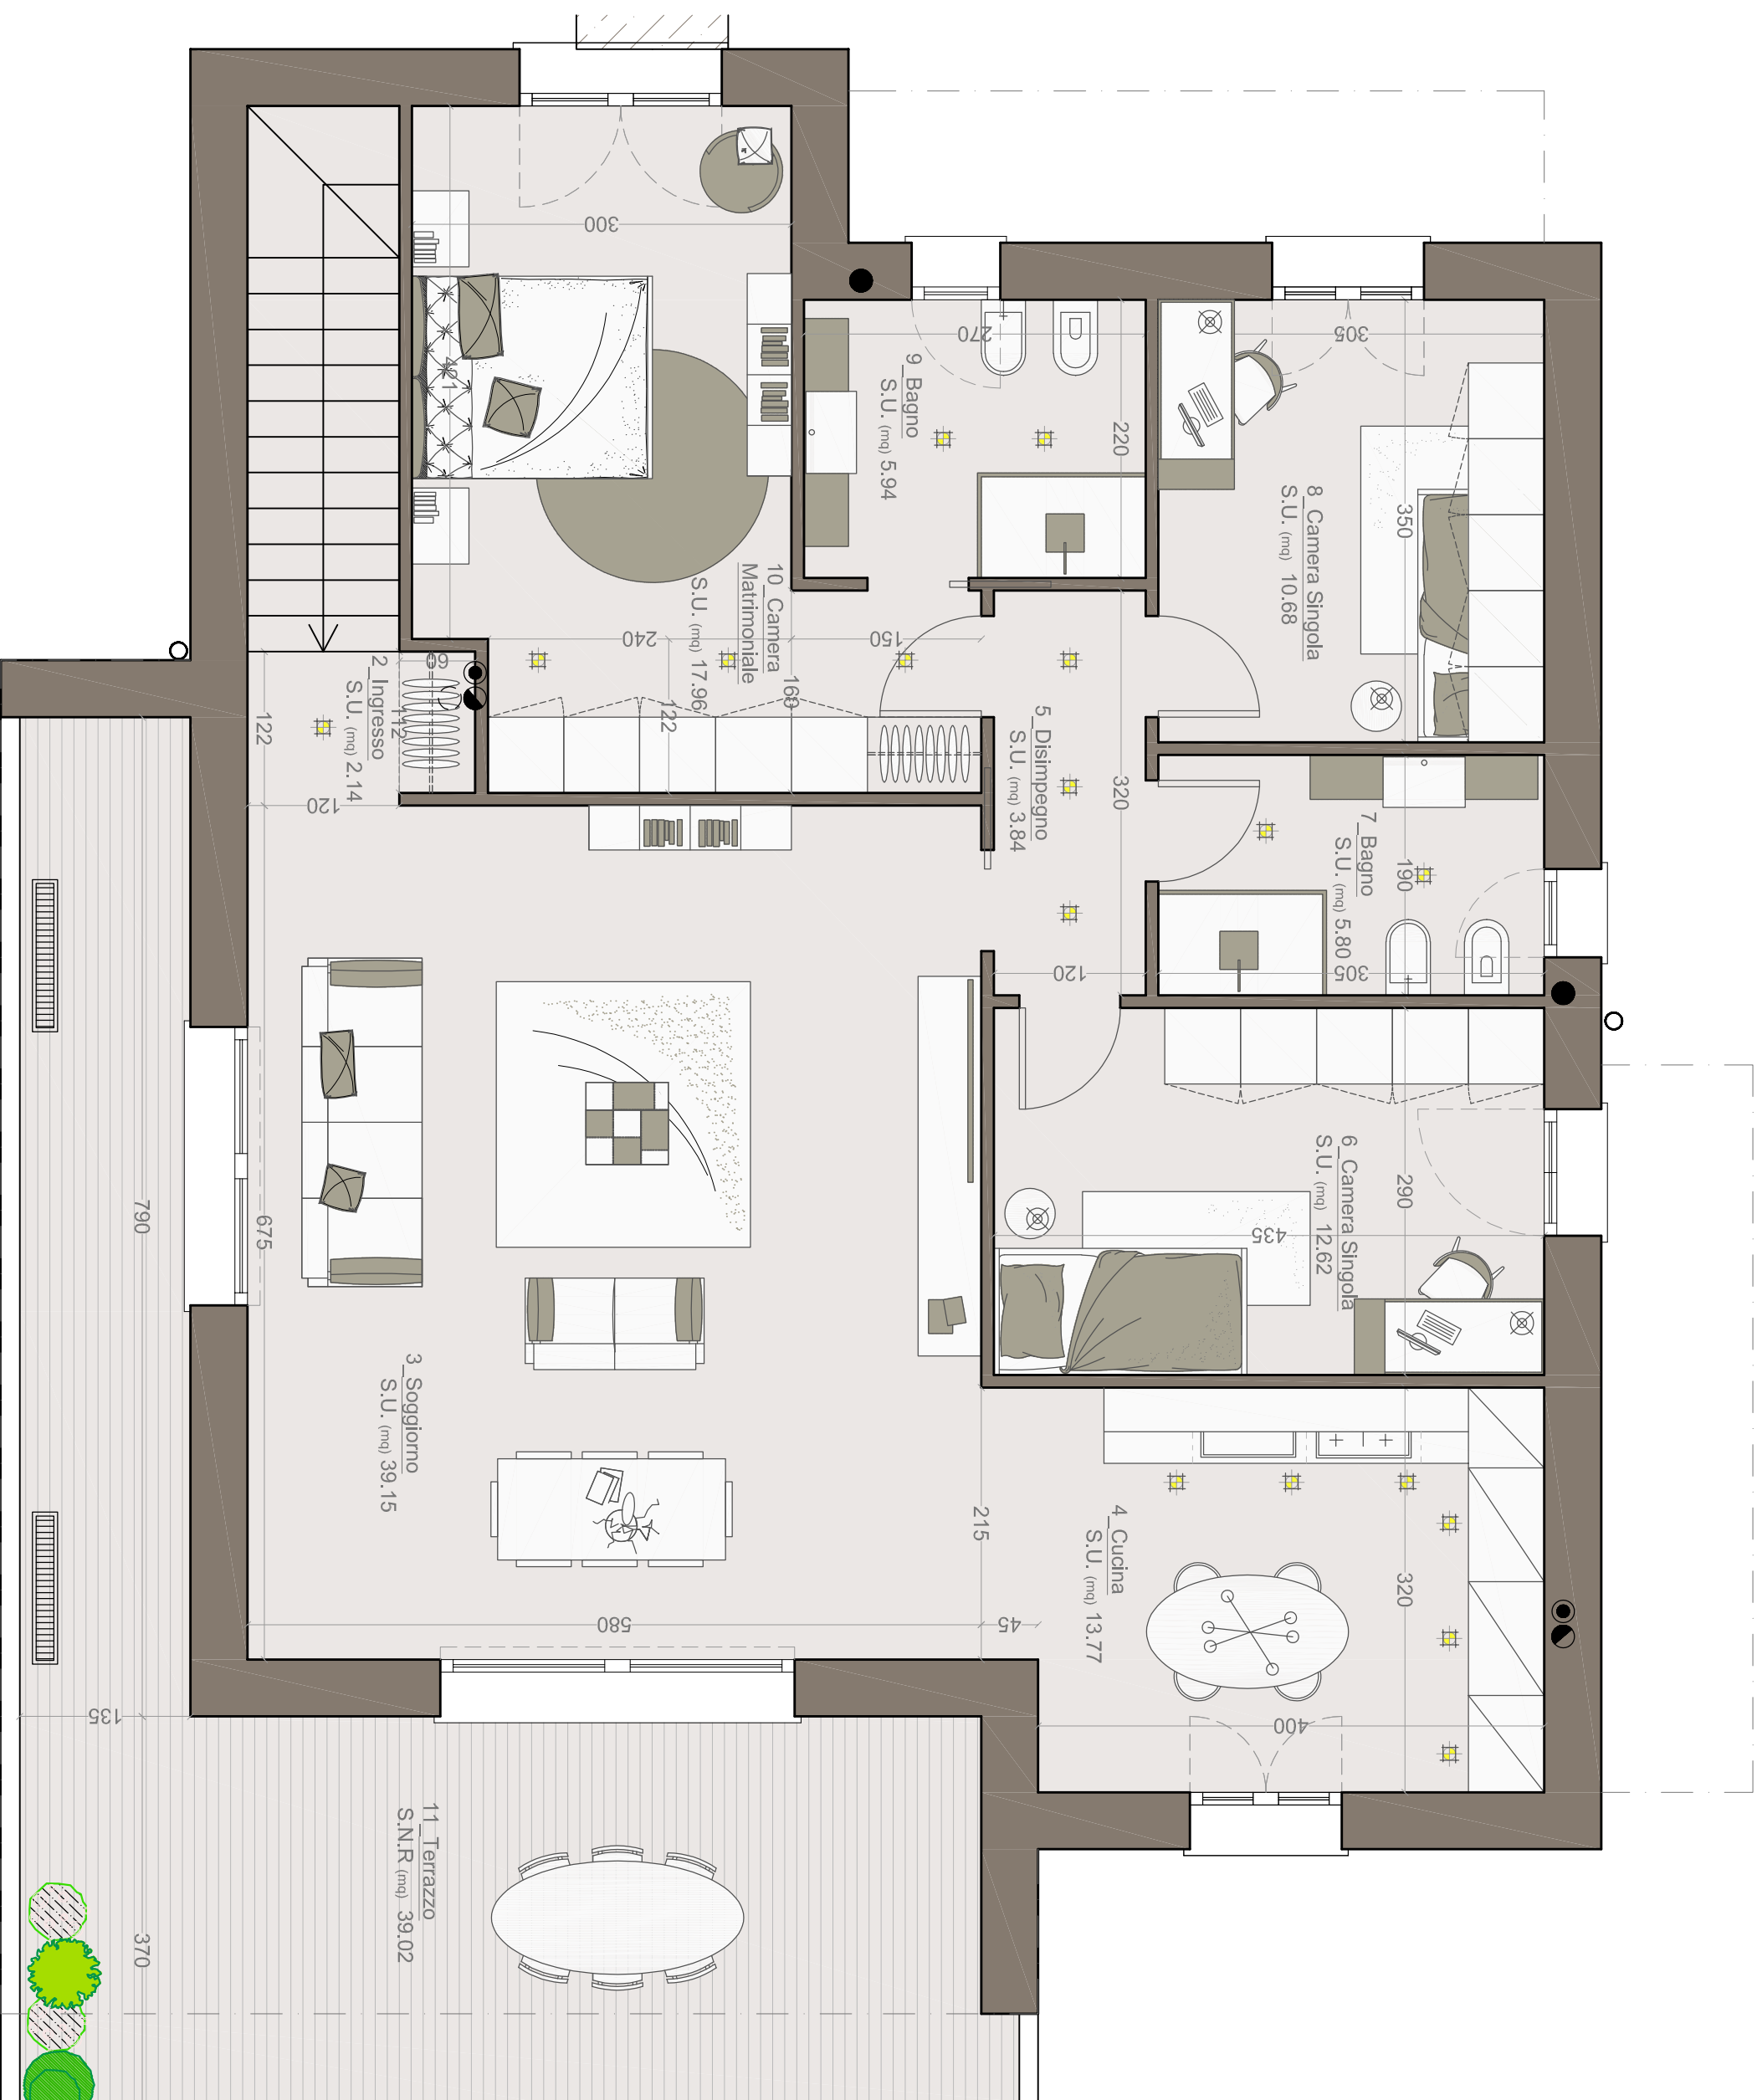 300
421
10_Camera
Matrimoniale
S.U. (mq) 17.96
240
150
160
122
270
9_Bagno
S.U. (mq) 5.94
220
305
8_Camera Singola
S.U. (mq) 10.68
350
60
2_Ingresso
S.U. (mq) 2.14
112
122
120
5_Disimpegno
S.U. (mq) 3.84
320
120
7_Bagno
S.U. (mq) 5.80
190
305
6_Camera Singola
S.U. (mq) 12.62
290
435
790
675
3_Soggiorno
S.U. (mq) 39.15
580
215
45
4_Cucina
S.U. (mq) 13.77
320
400
135
11_Terrazzo
S.N.R (mq) 39.02
370